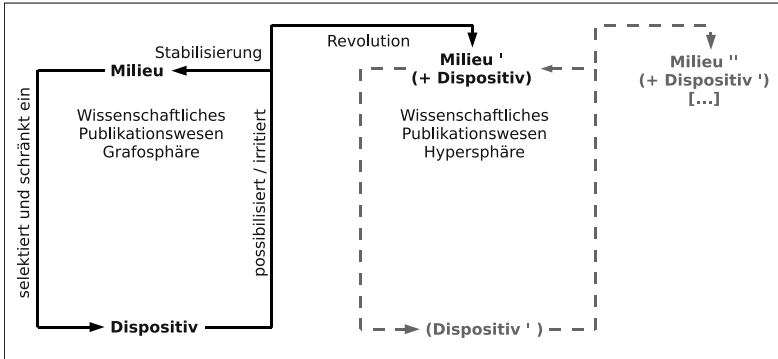 Stabilisierung
Revolution
Milieu
Milieu '
(+ Dispositiv)
Milieu ''
(+ Dispositiv ')
[...]
selektiert und schränkt ein
Wissenschaftliches
Publikationswesen
Grafosphäre
possibilisiert / irritiert
Wissenschaftliches
Publikationswesen
Hypersphäre
Dispositiv
(Dispositiv ' )